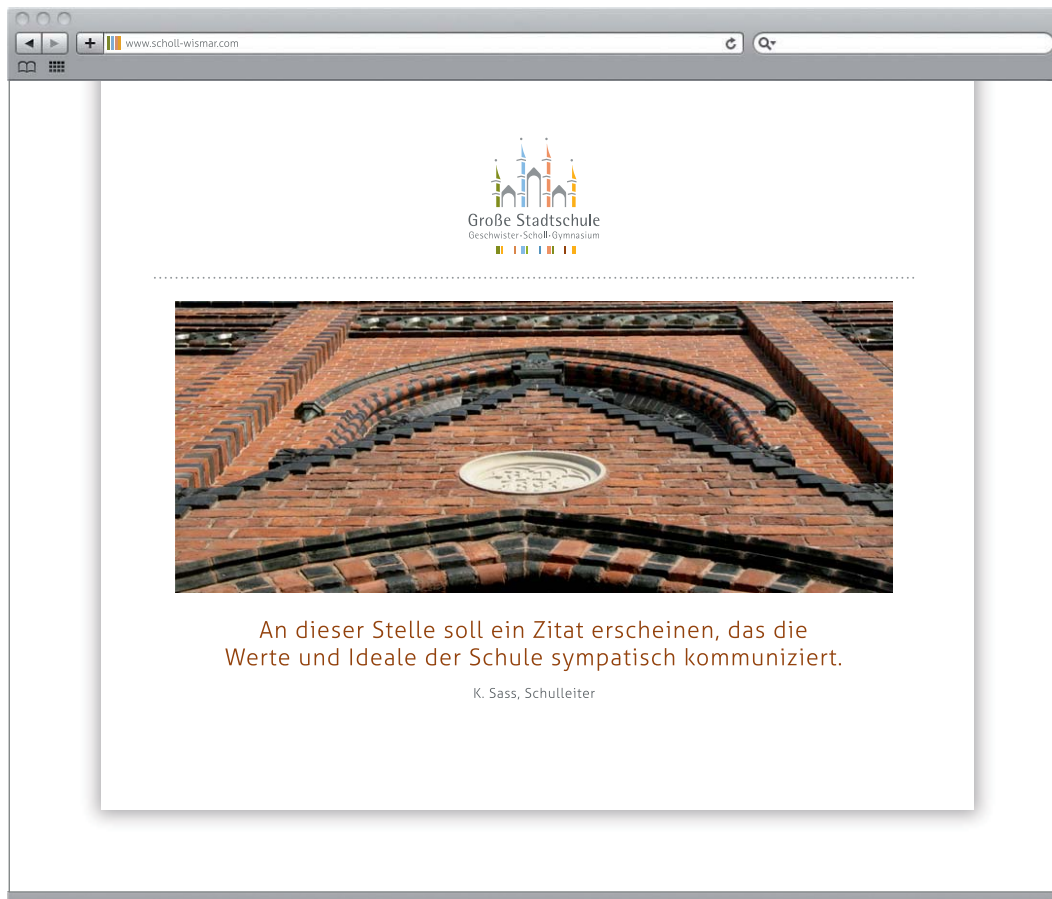 www.scholl-wismar.com
Große Stadtschule
Geschwister-Scholl-Gymnasium
An dieser Stelle soll ein Zitat erscheinen, das die
Werte und Ideale der Schule sympatisch kommuniziert.
K. Sass, Schulleiter